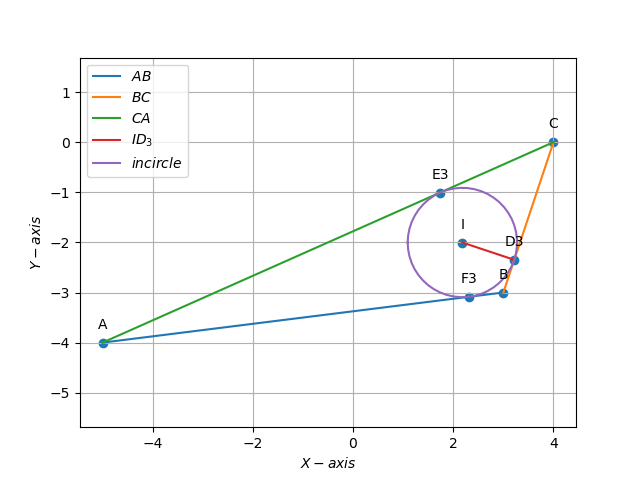 AB
BC
CA
ID₃
incircle
C
E3
I
D3
B
F3
A
1
0
−1
−2
−3
−4
−5
−4
−2
0
2
4
X − axis
Y − axis